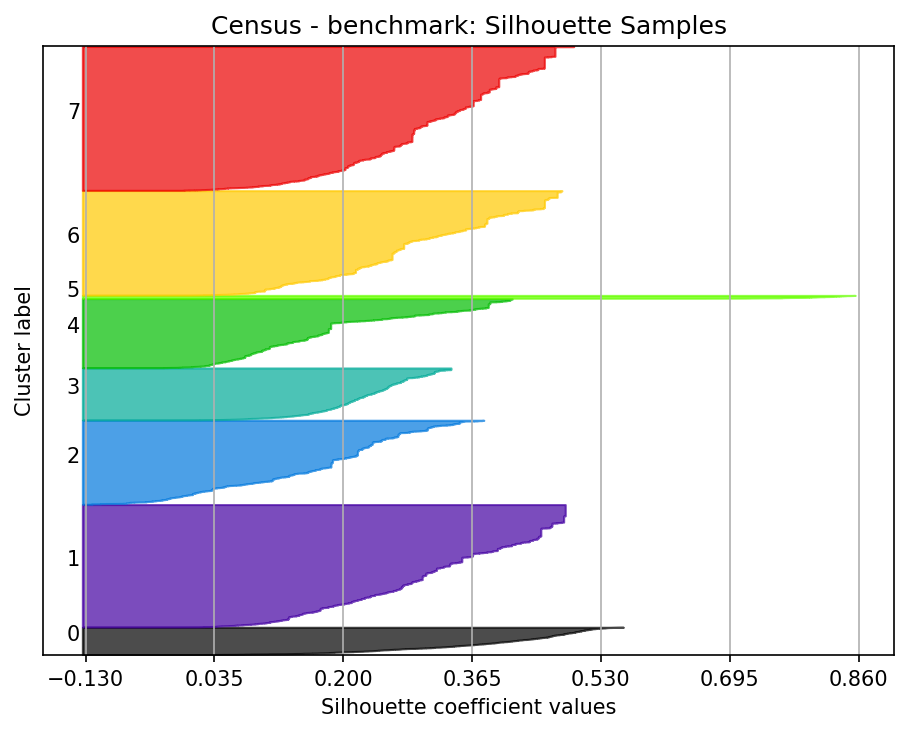 Census - benchmark: Silhouette Samples
7
6
5
4
3
2
1
0
Cluster label
−0.130 0.035 0.200 0.365 0.530 0.695 0.860
Silhouette coefficient values